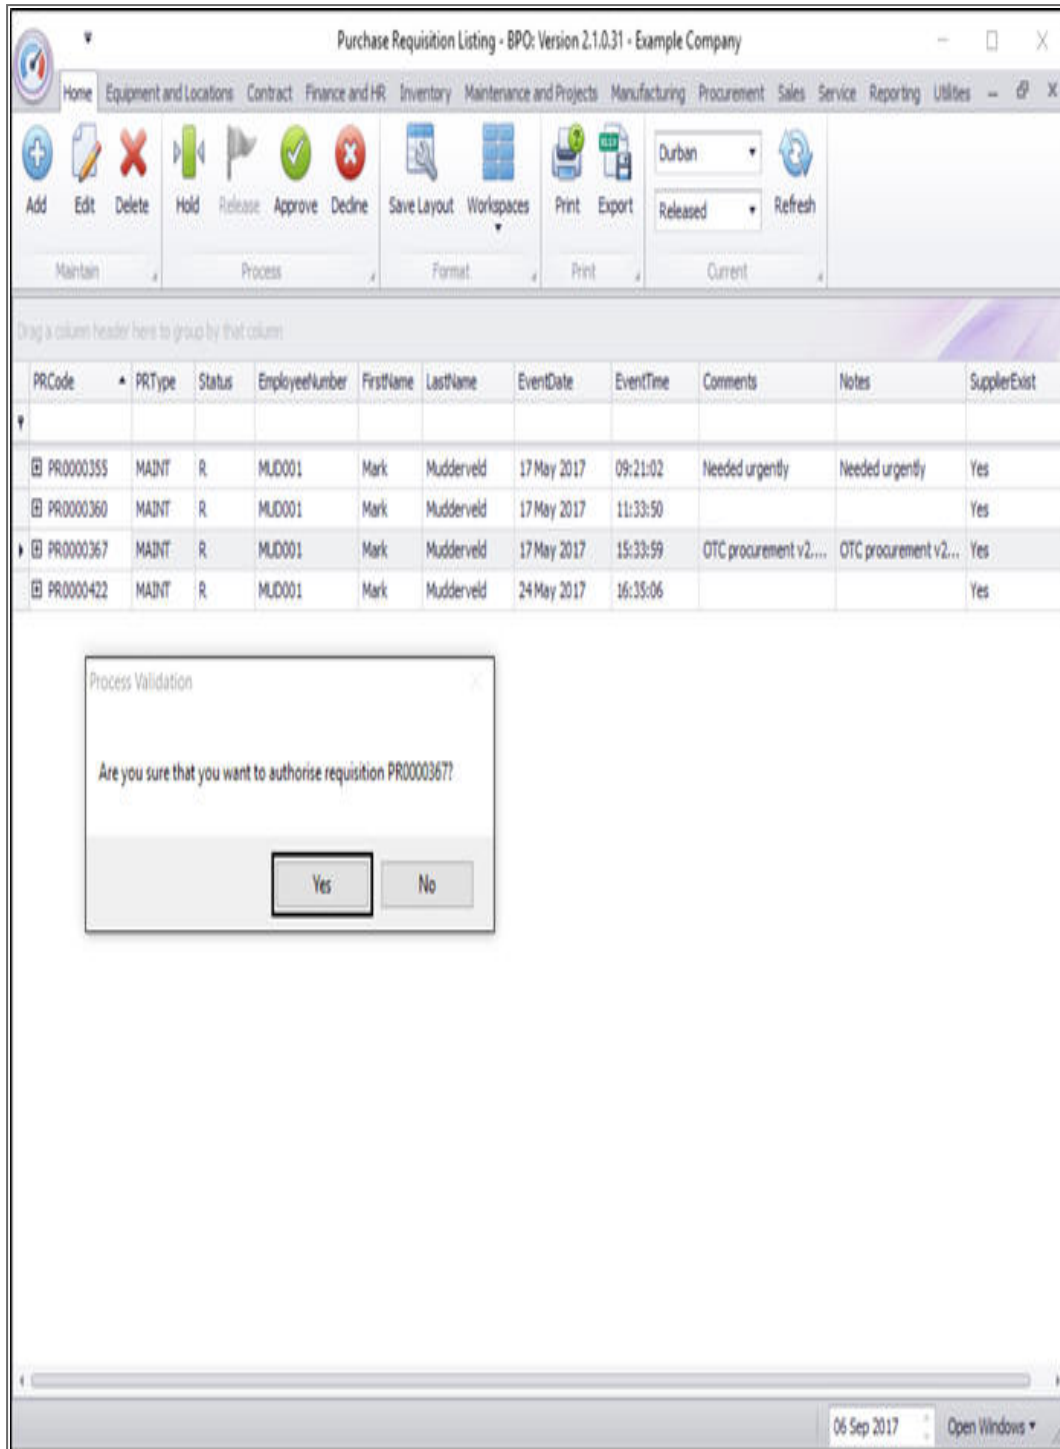 Purchase Requisition Listing - BPO: Version 2.1.0.31 - Example Company
Home Equipment and Locations Contract Finance and HR Inventory Maintenance and Projects Manufacturing Procurement Sales Service Reporting Utilities
Add Edit Delete Hold Release Approve Decline Save Layout Workspaces Print Export Durban Released Refresh
Maintain Process Format Print Current
Drag a column header here to group by that column
PRCode PRType Status EmployeeNumber FirstName LastName EventDate EventTime Comments Notes SupplierExist
PR0000355 MAINT R MUD001 Mark Mudderveld 17 May 2017 09:21:02 Needed urgently Needed urgently Yes
PR0000360 MAINT R MUD001 Mark Mudderveld 17 May 2017 11:33:50 Yes
PR0000367 MAINT R MUD001 Mark Mudderveld 17 May 2017 15:33:59 OTC procurement v2.... OTC procurement v2... Yes
PR0000422 MAINT R MUD001 Mark Mudderveld 24 May 2017 16:35:06 Yes
Process Validation
Are you sure that you want to authorise requisition PR0000367?
Yes No
06 Sep 2017 Open Windows